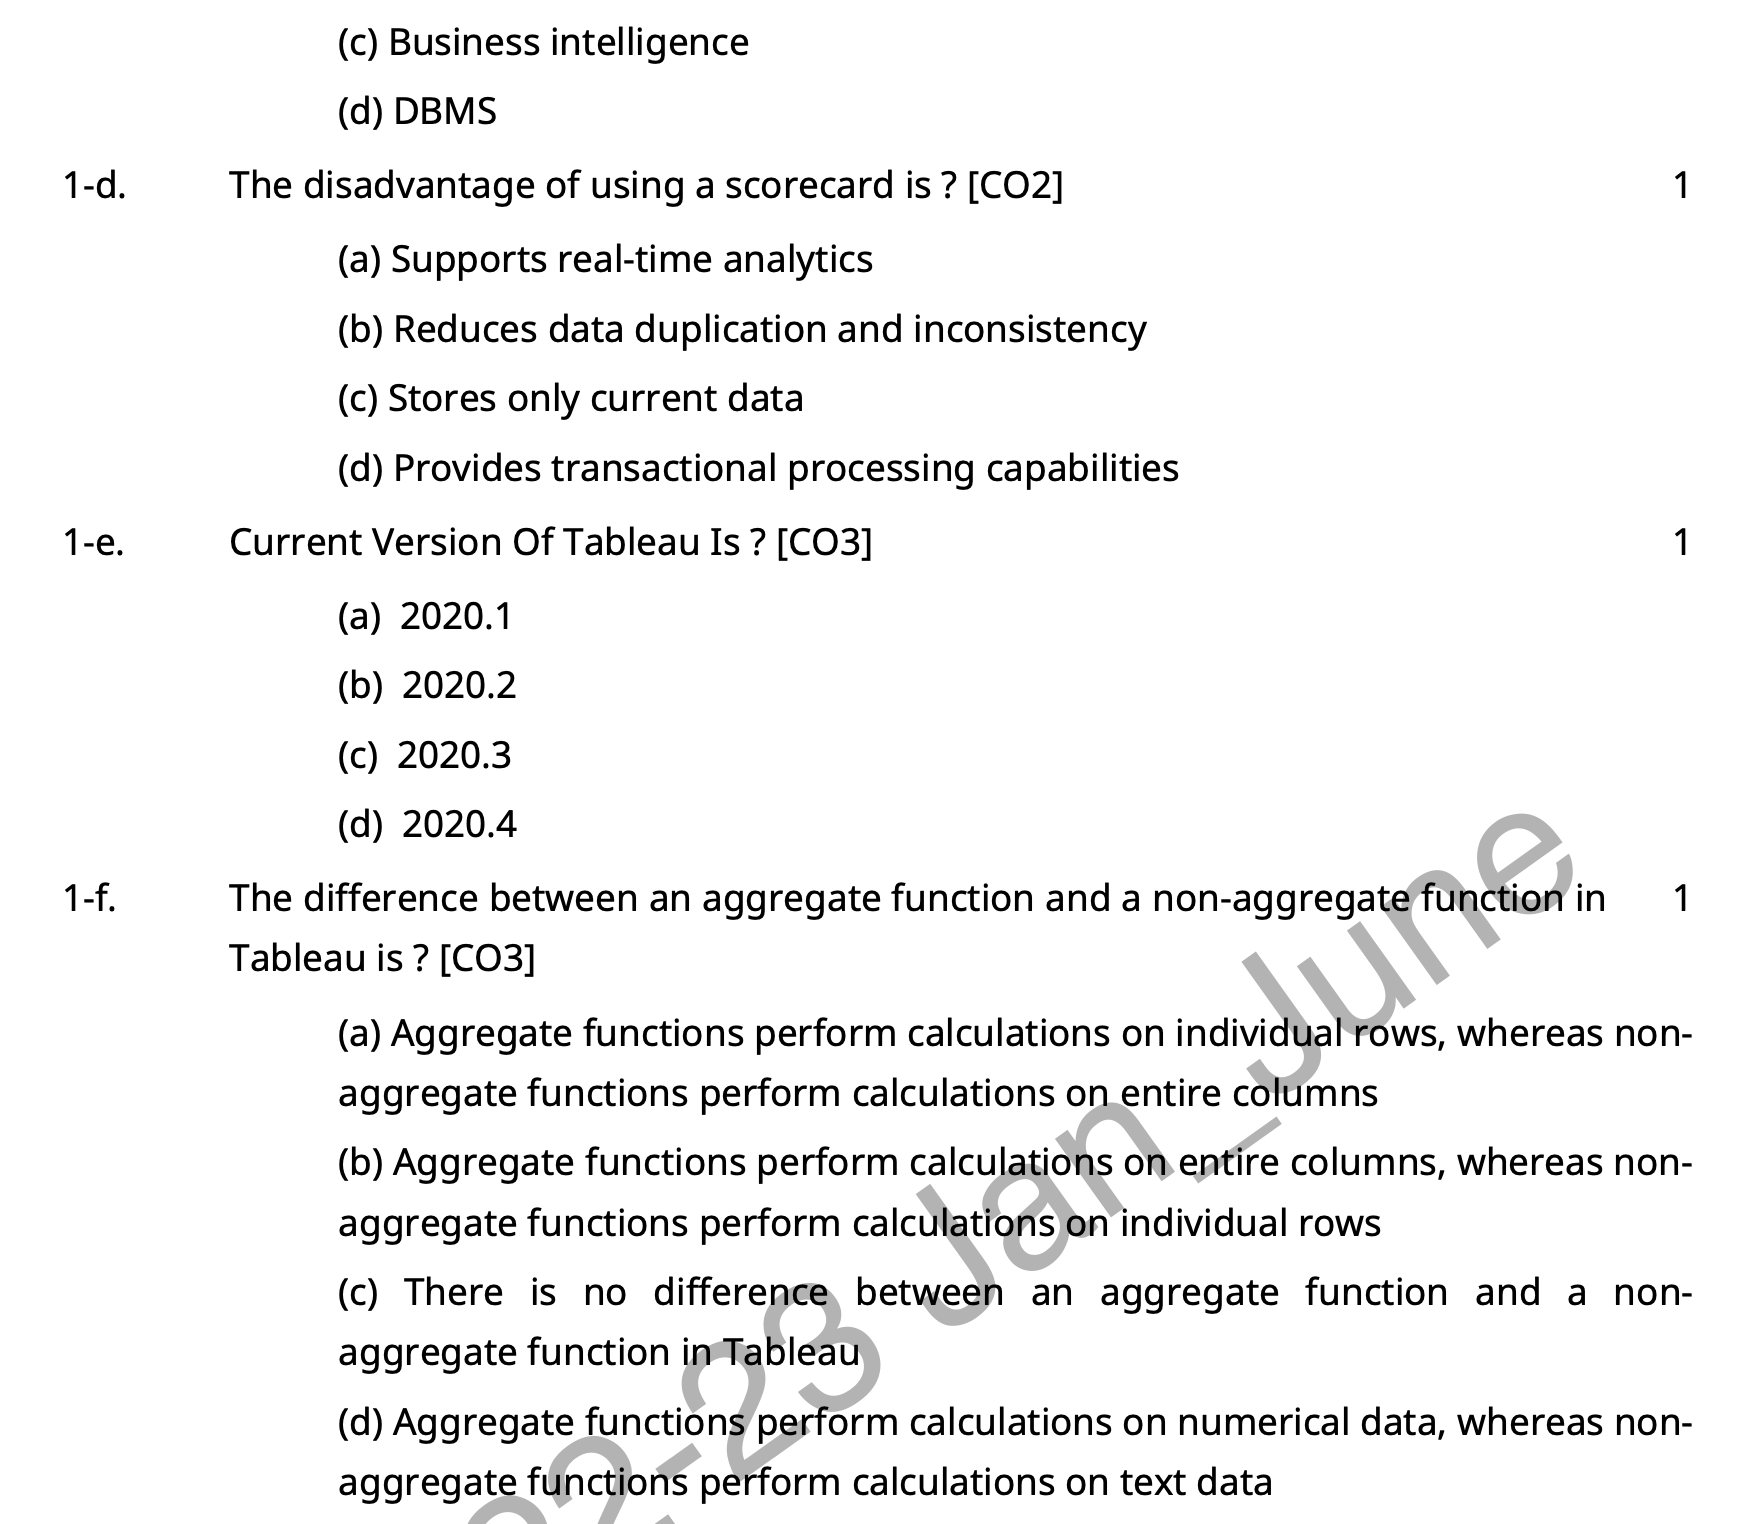 (c) Business intelligence
(d) DBMS
1-d. The disadvantage of using a scorecard is ? [CO2] 1
(a) Supports real-time analytics
(b) Reduces data duplication and inconsistency
(c) Stores only current data
(d) Provides transactional processing capabilities
1-e. Current Version Of Tableau Is ? [CO3] 1
(a) 2020.1
(b) 2020.2
(c) 2020.3
(d) 2020.4
1-f. The difference between an aggregate function and a non-aggregate function in 1
Tableau is ? [CO3]
(a) Aggregate functions perform calculations on individual rows, whereas non-
aggregate functions perform calculations on entire columns
(b) Aggregate functions perform calculations on entire columns, whereas non-
aggregate functions perform calculations on individual rows
(c) There is no difference between an aggregate function and a non-
aggregate function in Tableau
(d) Aggregate functions perform calculations on numerical data, whereas non-
aggregate functions perform calculations on text data
22-23 Jan_June